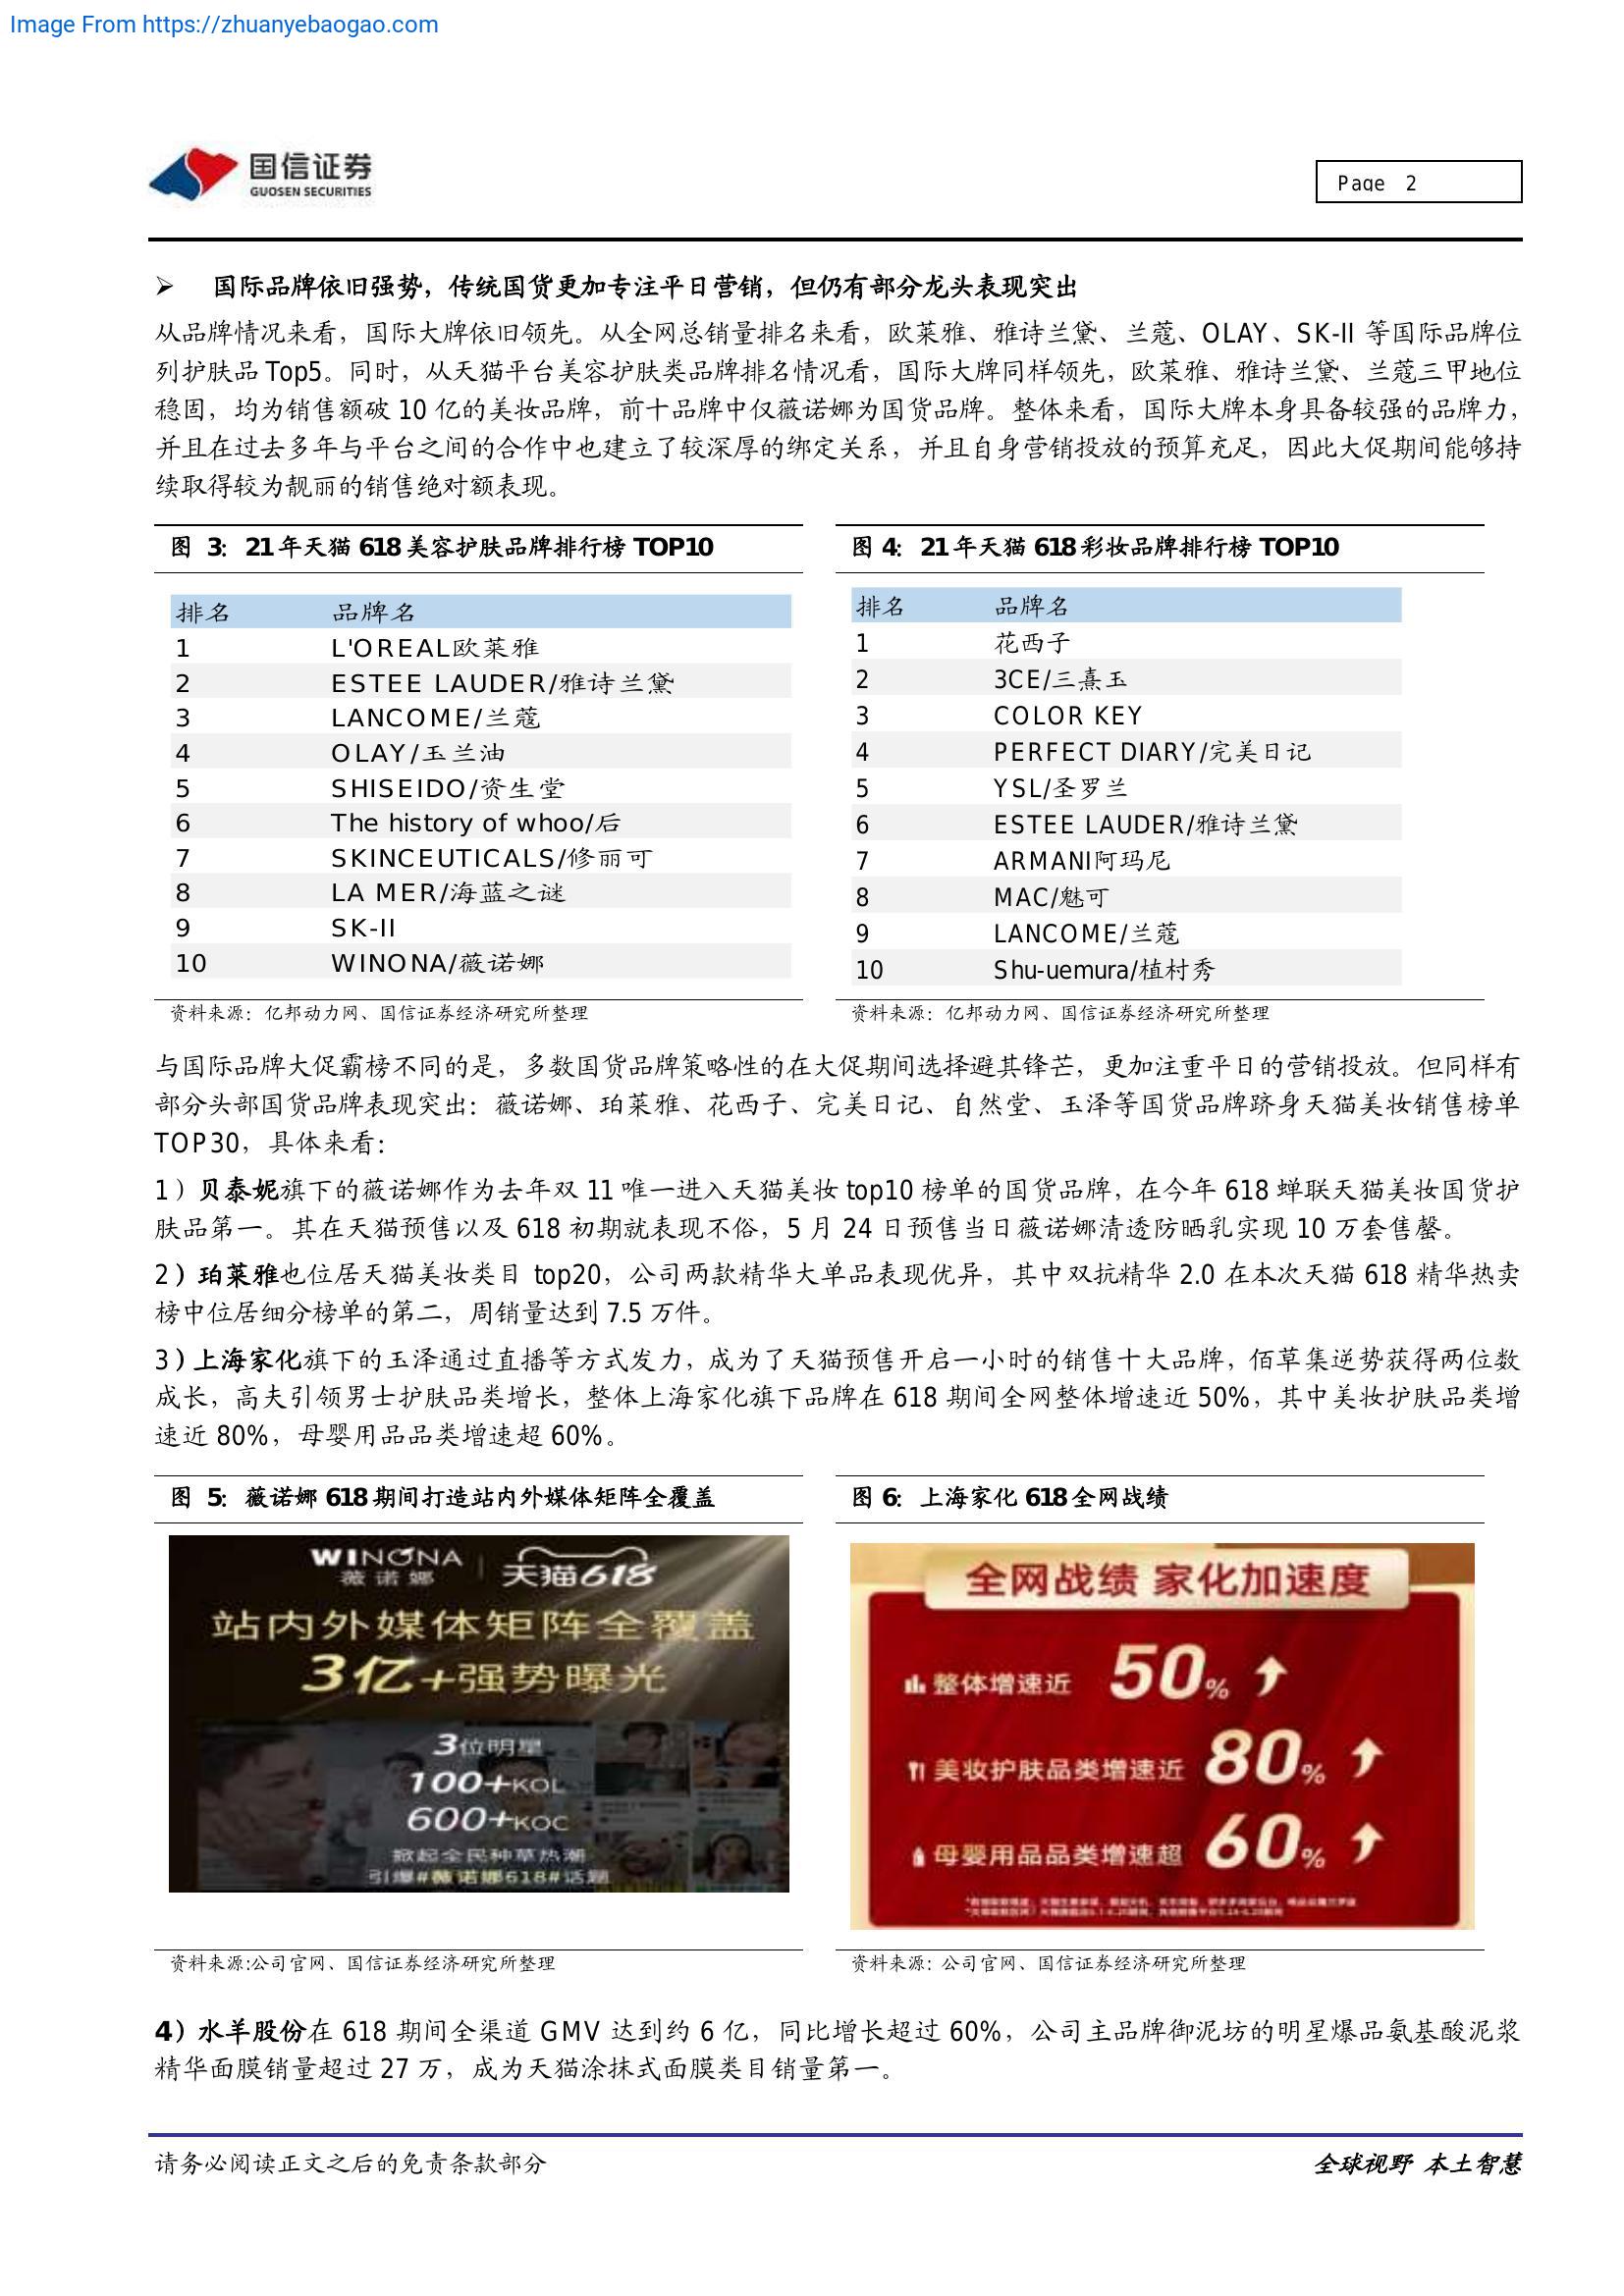 Image From https://zhuanyebaogao.com
国信证券
GUOSEN SECURITIES
Page 2
国际品牌依旧强势，传统国货更加专注平日营销，但仍有部分龙头表现突出
从品牌情况来看，国际大牌依旧领先。从全网总销量排名来看，欧莱雅、雅诗兰黛、兰蔻、OLAY、SK-II 等国际品牌位
列护肤品 Top5。同时，从天猫平台美容护肤类品牌排名情况看，国际大牌同样领先，欧莱雅、雅诗兰黛、兰蔻三甲地位
稳固，均为销售额破 10 亿的美妆品牌，前十品牌中仅薇诺娜为国货品牌。整体来看，国际大牌本身具备较强的品牌力，
并且在过去多年与平台之间的合作中也建立了较深厚的绑定关系，并且自身营销投放的预算充足，因此大促期间能够持
续取得较为靓丽的销售绝对额表现。
图 3：21 年天猫 618 美容护肤品牌排行榜 TOP10
排名 品牌名
1 L'OREAL欧莱雅
2 ESTEE LAUDER/雅诗兰黛
3 LANCOME/兰蔻
4 OLAY/玉兰油
5 SHISEIDO/资生堂
6 The history of whoo/后
7 SKINCEUTICALS/修丽可
8 LA MER/海蓝之谜
9 SK-II
10 WINONA/薇诺娜
资料来源：亿邦动力网、国信证券经济研究所整理
图 4：21 年天猫 618 彩妆品牌排行榜 TOP10
排名 品牌名
1 花西子
2 3CE/三熹玉
3 COLOR KEY
4 PERFECT DIARY/完美日记
5 YSL/圣罗兰
6 ESTEE LAUDER/雅诗兰黛
7 ARMANI阿玛尼
8 MAC/魅可
9 LANCOME/兰蔻
10 Shu-uemura/植村秀
资料来源：亿邦动力网、国信证券经济研究所整理
与国际品牌大促霸榜不同的是，多数国货品牌策略性的在大促期间选择避其锋芒，更加注重平日的营销投放。但同样有
部分头部国货品牌表现突出：薇诺娜、珀莱雅、花西子、完美日记、自然堂、玉泽等国货品牌跻身天猫美妆销售榜单
TOP30，具体来看：
1）贝泰妮旗下的薇诺娜作为去年双 11 唯一进入天猫美妆 top10 榜单的国货品牌，在今年 618 蝉联天猫美妆国货护
肤品第一。其在天猫预售以及 618 初期就表现不俗，5 月 24 日预售当日薇诺娜清透防晒乳实现 10 万套售罄。
2）珀莱雅也位居天猫美妆类目 top20，公司两款精华大单品表现优异，其中双抗精华 2.0 在本次天猫 618 精华热卖
榜中位居细分榜单的第二，周销量达到 7.5 万件。
3）上海家化旗下的玉泽通过直播等方式发力，成为了天猫预售开启一小时的销售十大品牌，佰草集逆势获得两位数
成长，高夫引领男士护肤品类增长，整体上海家化旗下品牌在 618 期间全网整体增速近 50%，其中美妆护肤品类增
速近 80%，母婴用品品类增速超 60%。
图 5：薇诺娜 618 期间打造站内外媒体矩阵全覆盖
WINONA 薇诺娜 天猫618
站内外媒体矩阵全覆盖
3亿+强势曝光
3位明星
100+KOL
600+KOC
掀起全民种草热潮
引爆#薇诺娜618#话题
资料来源:公司官网、国信证券经济研究所整理
图 6：上海家化 618 全网战绩
全网战绩 家化加速度
整体增速近 50%
美妆护肤品类增速近 80%
母婴用品品类增速超 60%
资料来源：公司官网、国信证券经济研究所整理
4）水羊股份在 618 期间全渠道 GMV 达到约 6 亿，同比增长超过 60%，公司主品牌御泥坊的明星爆品氨基酸泥浆
精华面膜销量超过 27 万，成为天猫涂抹式面膜类目销量第一。
请务必阅读正文之后的免责条款部分
全球视野 本土智慧